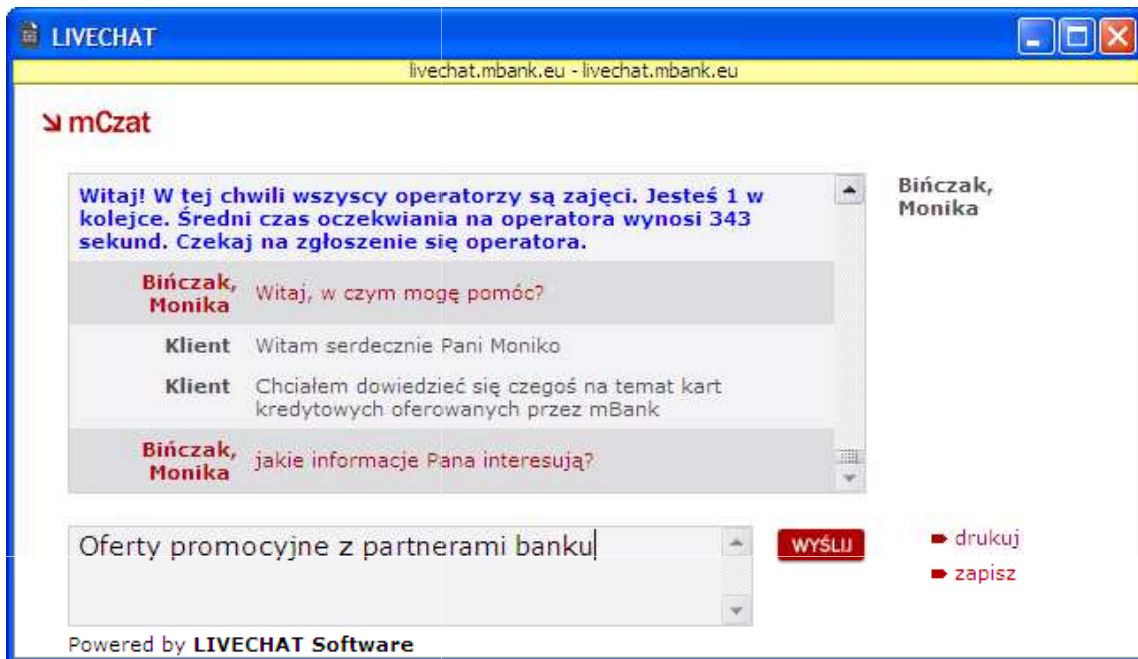 LIVECHAT
livechat.mbank.eu - livechat.mbank.eu
mCzat
Witaj! W tej chwili wszyscy operatorzy są zajęci. Jesteś 1 w
kolejce. Średni czas oczekwiania na operatora wynosi 343
sekund. Czekaj na zgłoszenie się operatora.
Bińczak,
Monika
Bińczak,
Monika
Witaj, w czym mogę pomóc?
Klient Witam serdecznie Pani Moniko
Klient Chciałem dowiedzieć się czegoś na temat kart
kredytowych oferowanych przez mBank
Bińczak,
Monika
jakie informacje Pana interesują?
Oferty promocyjne z partnerami banku
WYŚLIJ
drukuj
zapisz
Powered by LIVECHAT Software